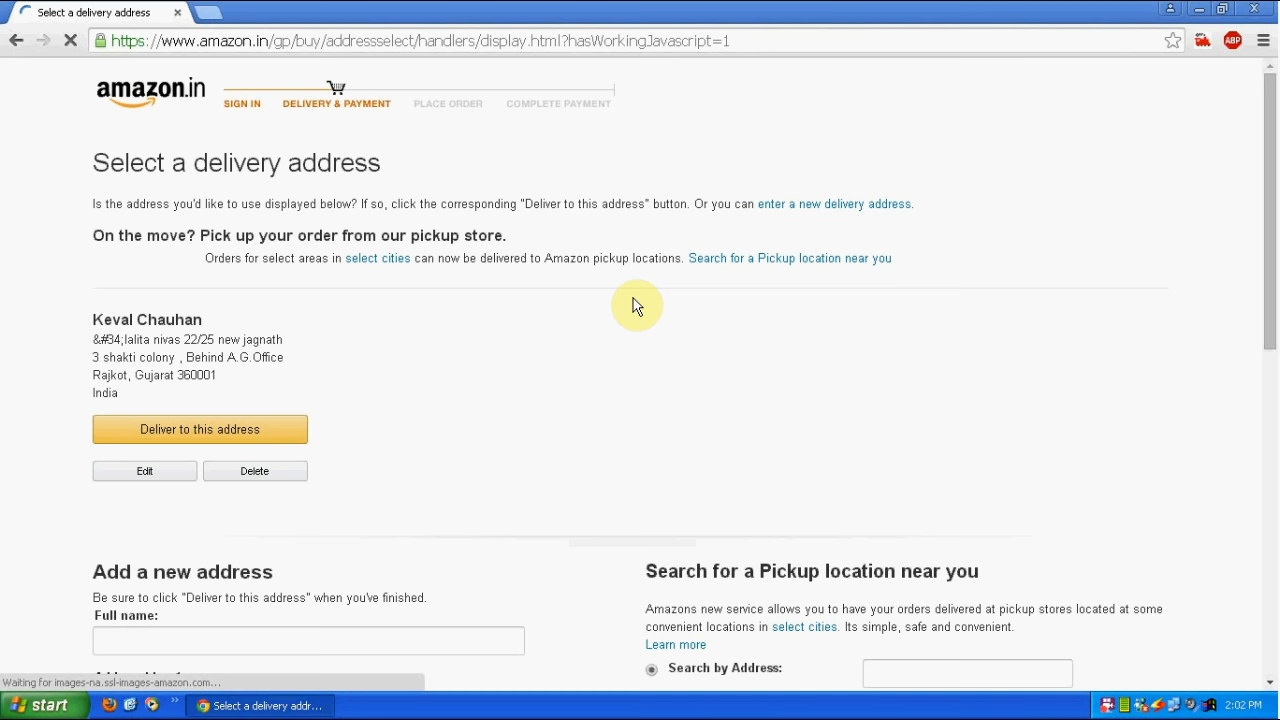 Select a delivery address
https://www.amazon.in/gp/buy/addressselect/handlers/display.html?hasWorkingJavascript=1
ABP
amazon.in
SIGN IN DELIVERY & PAYMENT PLACE ORDER COMPLETE PAYMENT
Select a delivery address
Is the address you'd like to use displayed below? If so, click the corresponding "Deliver to this address" button. Or you can enter a new delivery address.
On the move? Pick up your order from our pickup store.
Orders for select areas in select cities can now be delivered to Amazon pickup locations. Search for a Pickup location near you
Keval Chauhan
&#34;lalita nivas 22/25 new jagnath
3 shakti colony , Behind A.G.Office
Rajkot, Gujarat 360001
India
Deliver to this address
Edit Delete
Add a new address
Be sure to click "Deliver to this address" when you've finished.
Full name:
Search for a Pickup location near you
Amazons new service allows you to have your orders delivered at pickup stores located at some
convenient locations in select cities. Its simple, safe and convenient.
Learn more
Search by Address:
Waiting for images-na.ssl-images-amazon.com...
start
Select a delivery addr...
2:02 PM